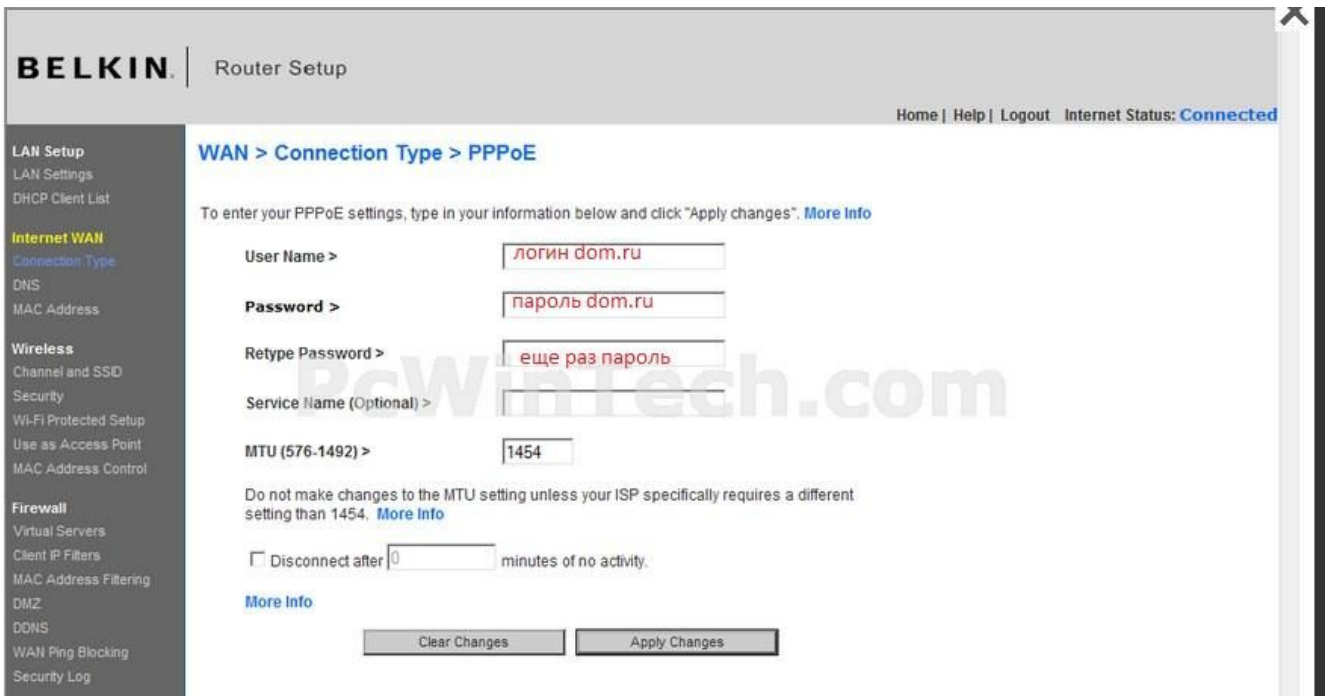 BELKIN. Router Setup
Home | Help | Logout Internet Status: Connected
LAN Setup
LAN Settings
DHCP Client List
Internet WAN
Connection Type
DNS
MAC Address
Wireless
Channel and SSID
Security
Wi-Fi Protected Setup
Use as Access Point
MAC Address Control
Firewall
Virtual Servers
Client IP Filters
MAC Address Filtering
DMZ
DDNS
WAN Ping Blocking
Security Log
WAN > Connection Type > PPPoE
To enter your PPPoE settings, type in your information below and click "Apply changes". More Info
User Name > логин dom.ru
Password > пароль dom.ru
Retype Password > еще раз пароль
PcWinTech.com
Service Name (Optional) >
MTU (576-1492) > 1454
Do not make changes to the MTU setting unless your ISP specifically requires a different
setting than 1454. More Info
Disconnect after 0 minutes of no activity.
More Info
Clear Changes Apply Changes